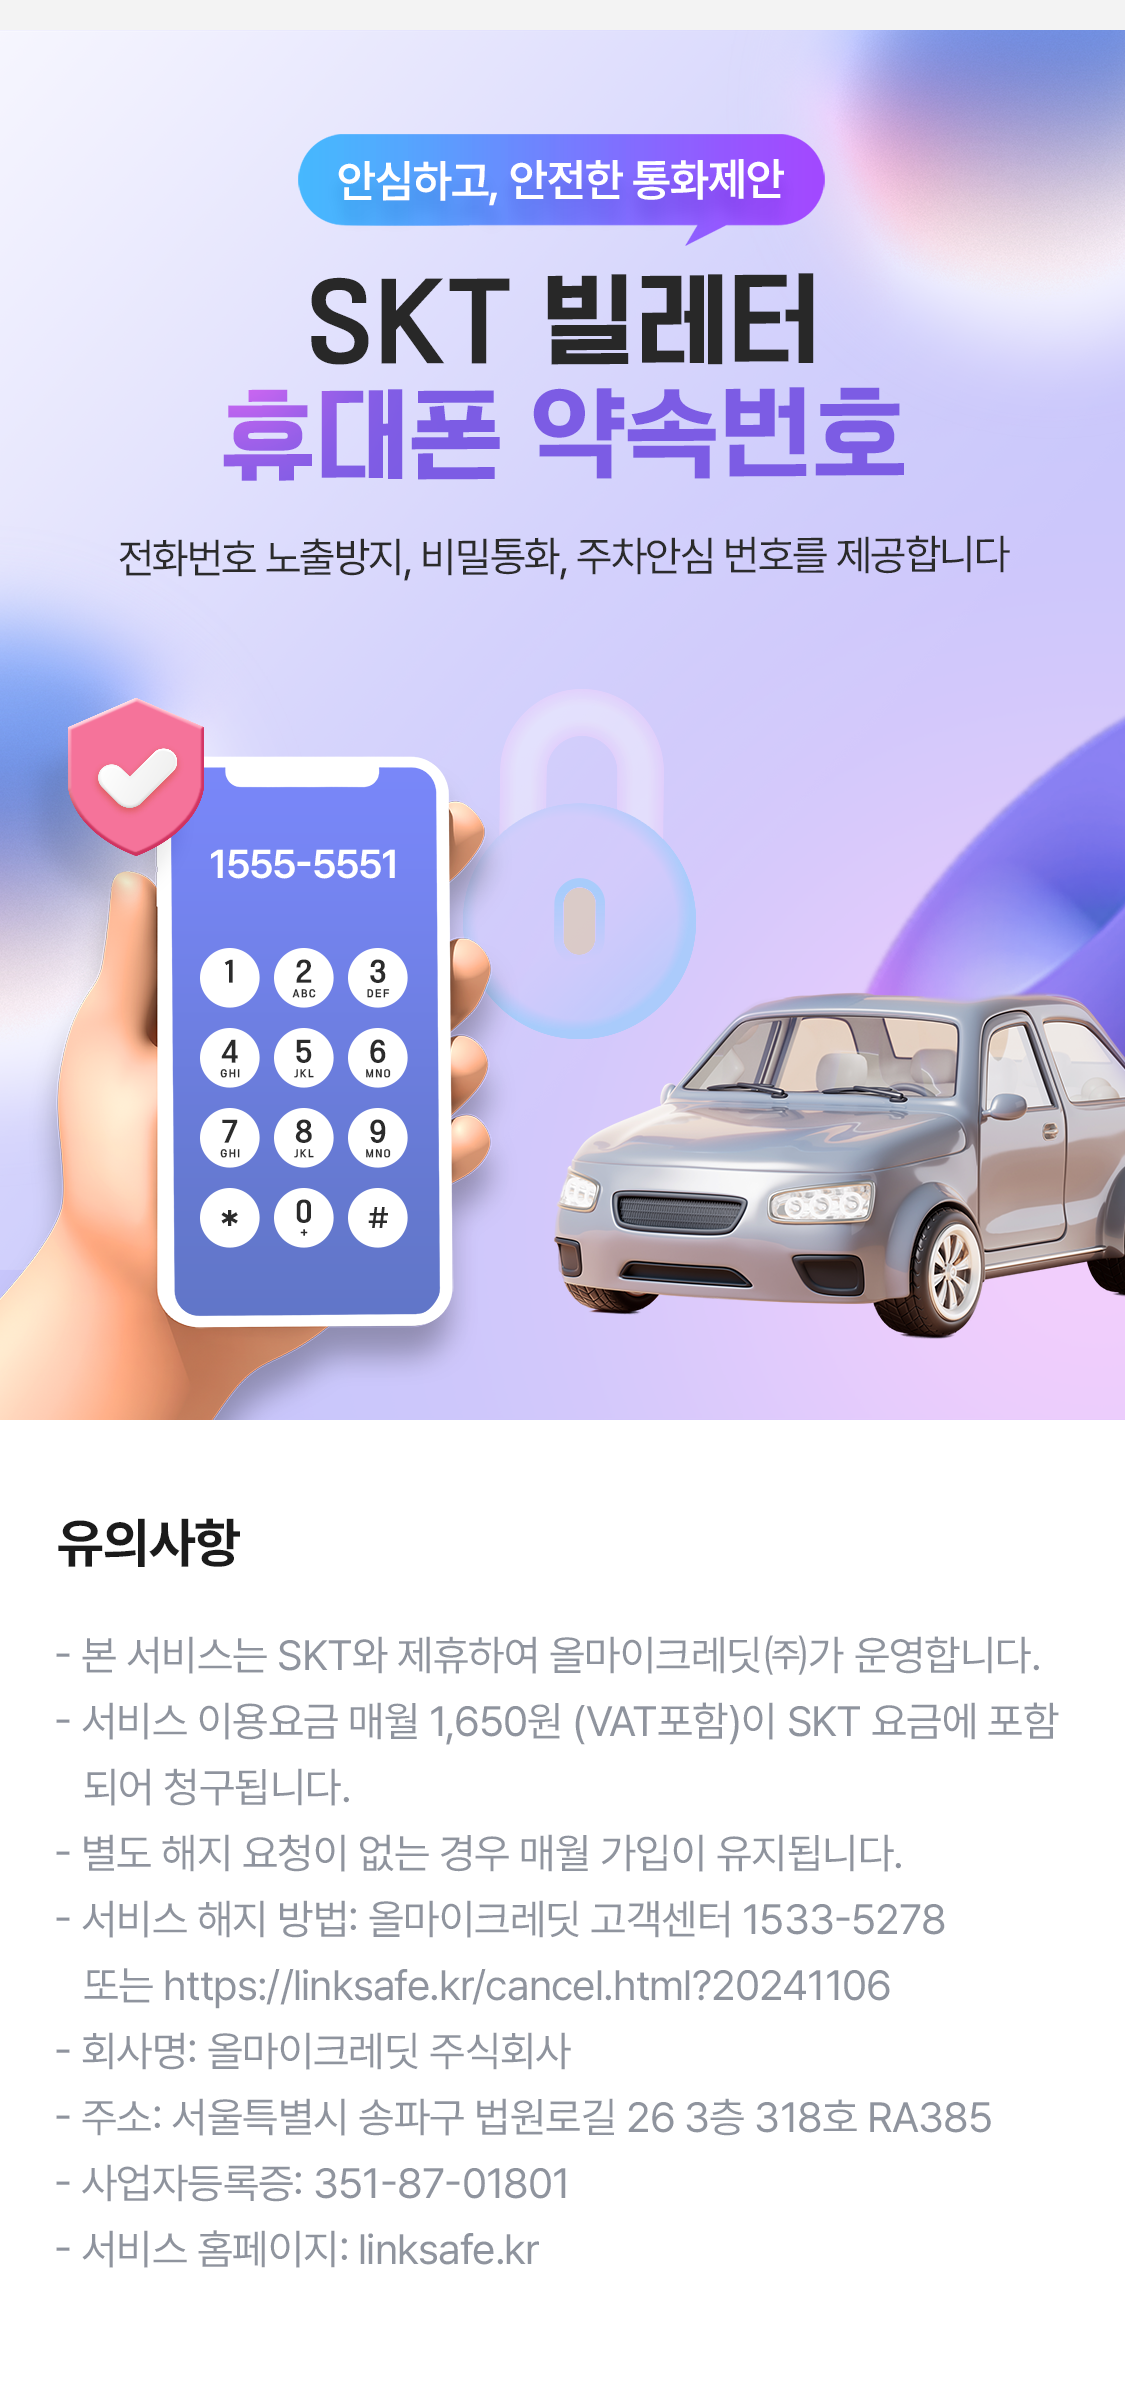 안심하고, 안전한 통화제안
SKT 빌레터
휴대폰 약속번호
전화번호 노출방지, 비밀통화, 주차안심 번호를 제공합니다
1555-5551
1 2 ABC 3 DEF
4 GHI 5 JKL 6 MNO
7 GHI 8 JKL 9 MNO
* 0 + #
유의사항
- 본 서비스는 SKT와 제휴하여 올마이크레딧㈜가 운영합니다.
- 서비스 이용요금 매월 1,650원 (VAT포함)이 SKT 요금에 포함
되어 청구됩니다.
- 별도 해지 요청이 없는 경우 매월 가입이 유지됩니다.
- 서비스 해지 방법: 올마이크레딧 고객센터 1533-5278
또는 https://linksafe.kr/cancel.html?20241106
- 회사명: 올마이크레딧 주식회사
- 주소: 서울특별시 송파구 법원로길 26 3층 318호 RA385
- 사업자등록증: 351-87-01801
- 서비스 홈페이지: linksafe.kr